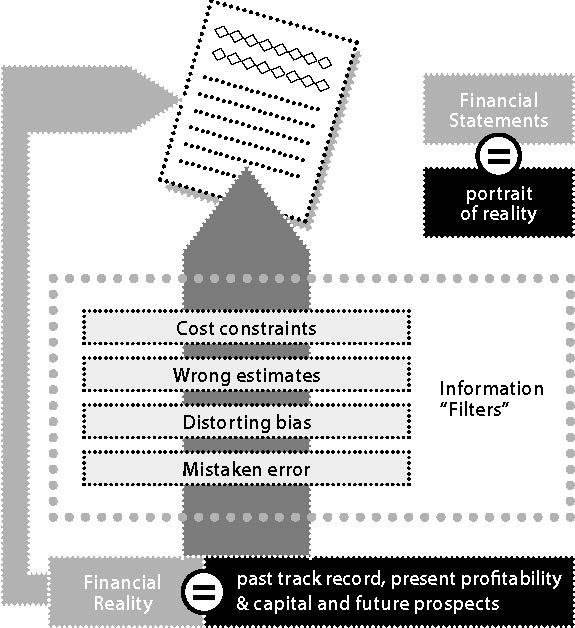 Financial
Statements
=
portrait
of reality
Cost constraints
Wrong estimates
Distorting bias
Mistaken error
Information
“Filters”
Financial
Reality
=
past track record, present profitability
& capital and future prospects